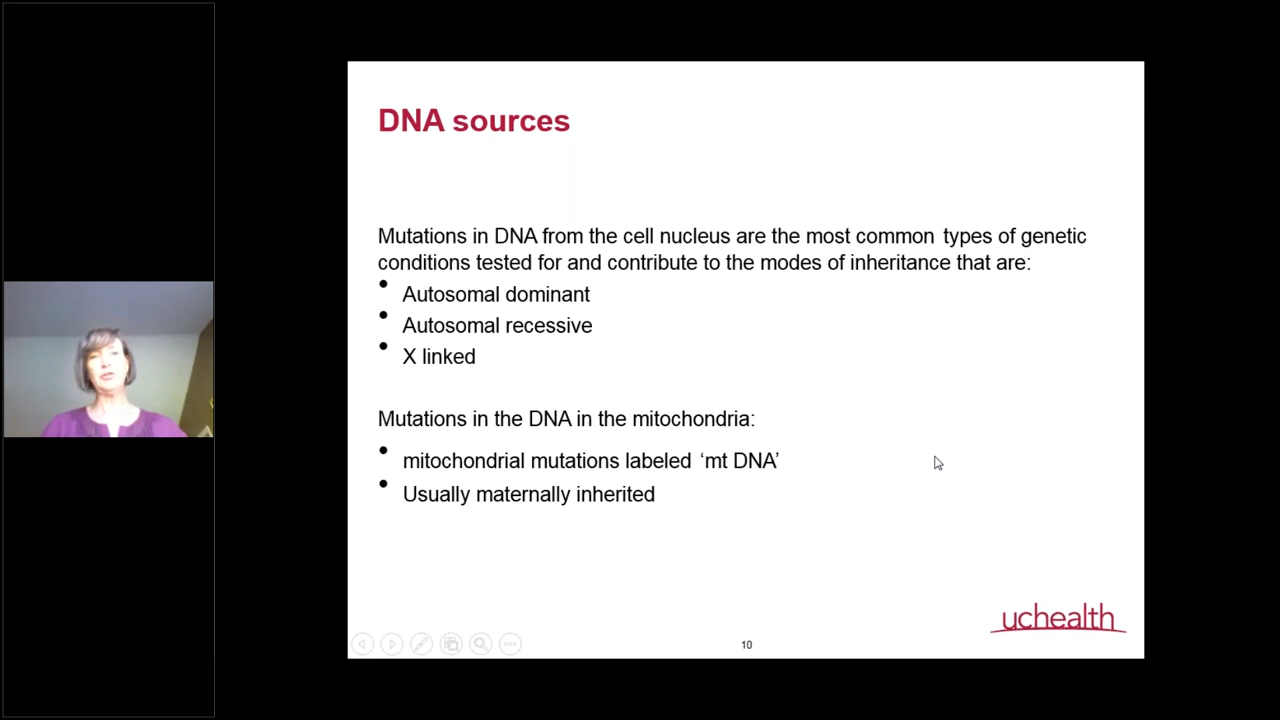 DNA sources
Mutations in DNA from the cell nucleus are the most common types of genetic
conditions tested for and contribute to the modes of inheritance that are:
• Autosomal dominant
• Autosomal recessive
• X linked
Mutations in the DNA in the mitochondria:
• mitochondrial mutations labeled ‘mt DNA’
• Usually maternally inherited
uchealth
10